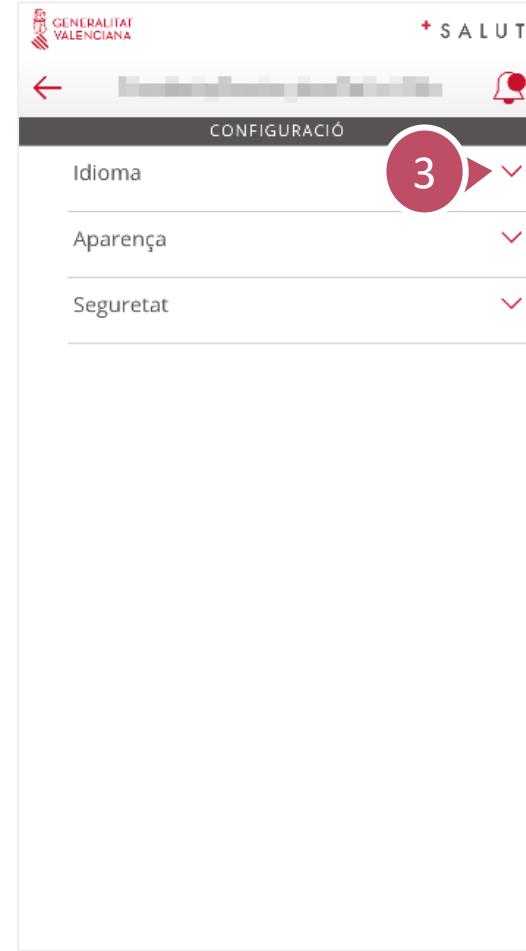 GENERALITAT
VALENCIANA
+SALUT
CONFIGURACIÓ
Idioma
3
Aparença
Seguretat